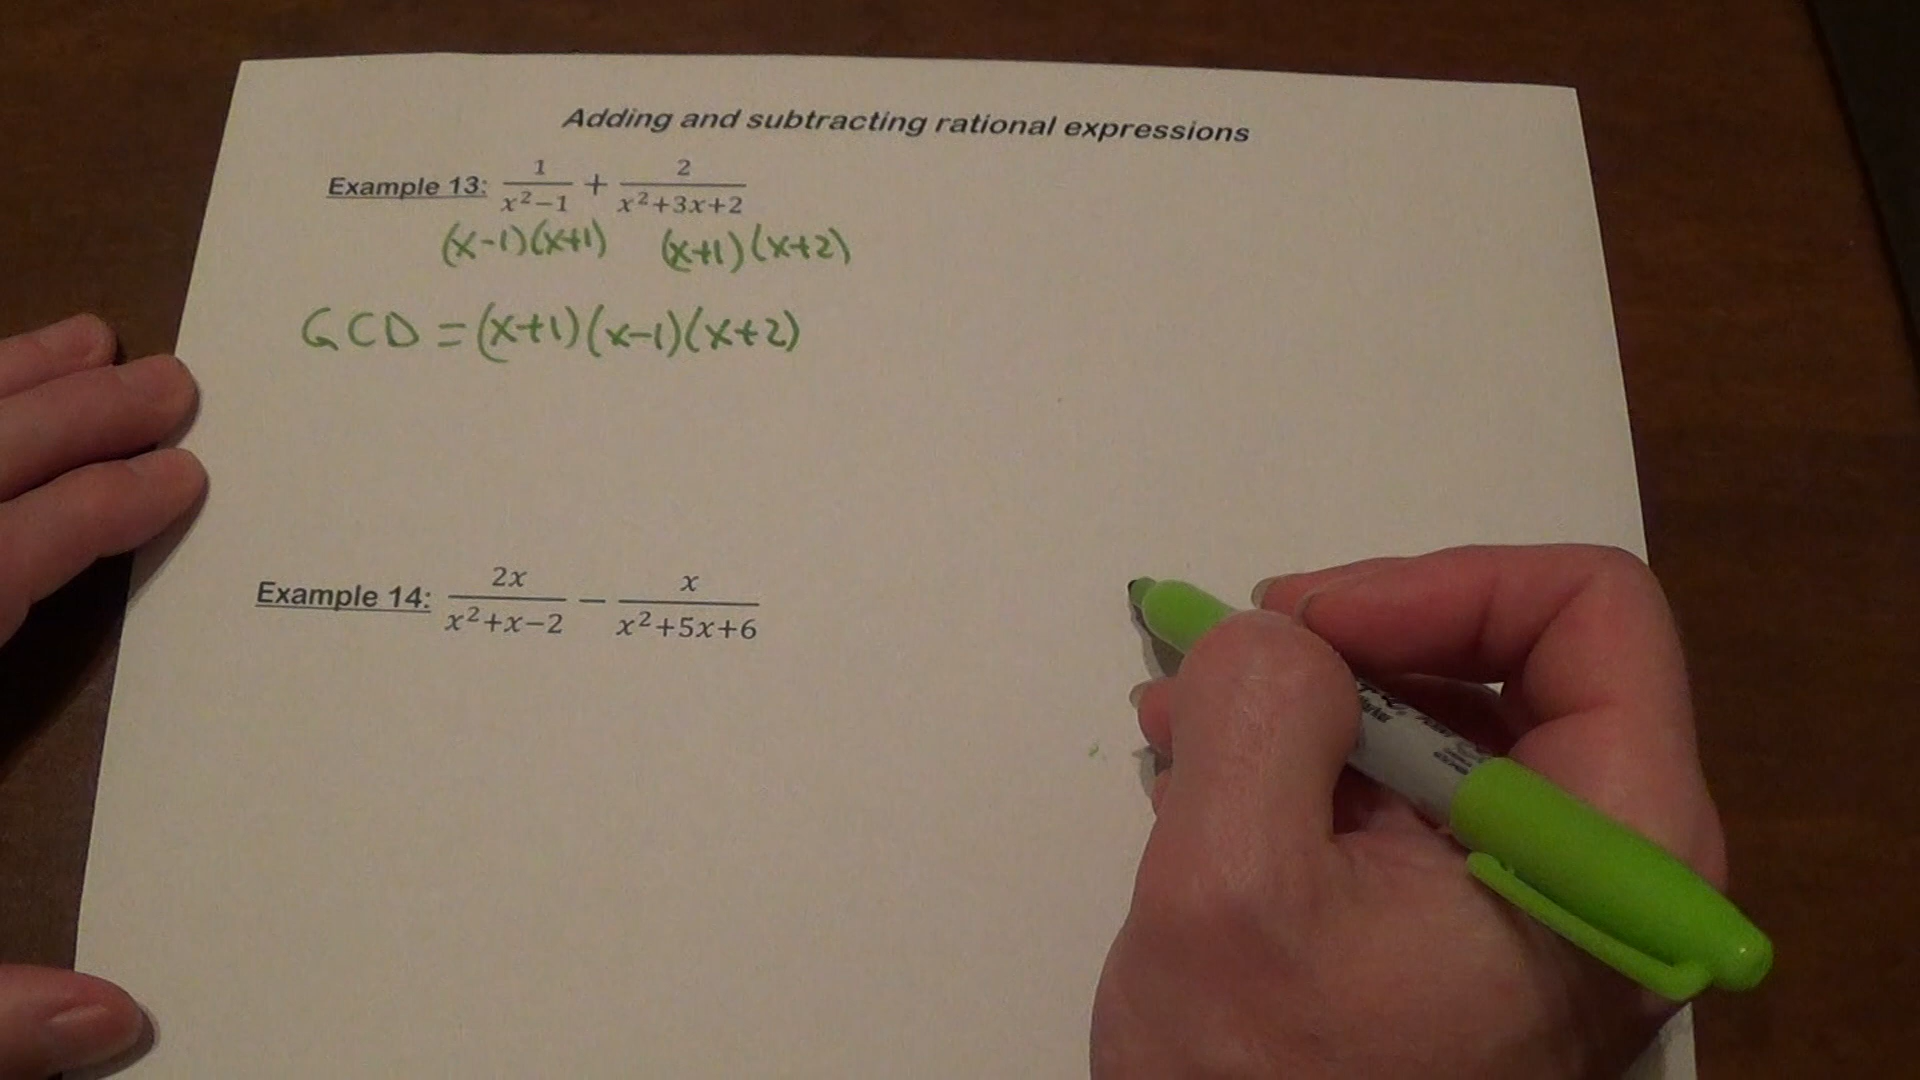 Adding and subtracting rational expressions
Example 13: 1/(x²−1) + 2/(x²+3x+2)
(x-1)(x+1) (x+1)(x+2)
GCD = (x+1)(x-1)(x+2)
Example 14: 2x/(x²+x−2) − x/(x²+5x+6)